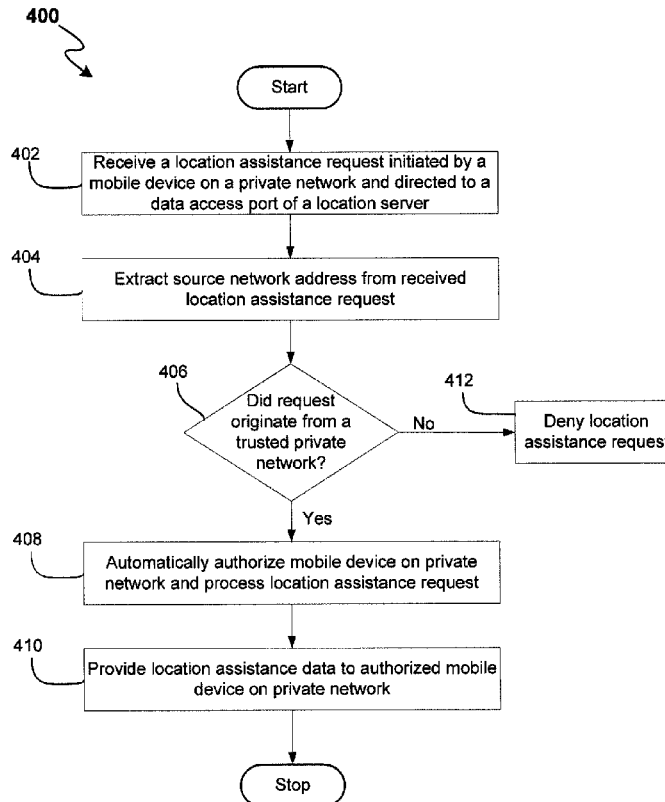 400
Start
402
Receive a location assistance request initiated by a
mobile device on a private network and directed to a
data access port of a location server
404
Extract source network address from received
location assistance request
406
Did request
originate from a
trusted private
network?
No
412
Deny location
assistance request
Yes
408
Automatically authorize mobile device on private
network and process location assistance request
410
Provide location assistance data to authorized mobile
device on private network
Stop